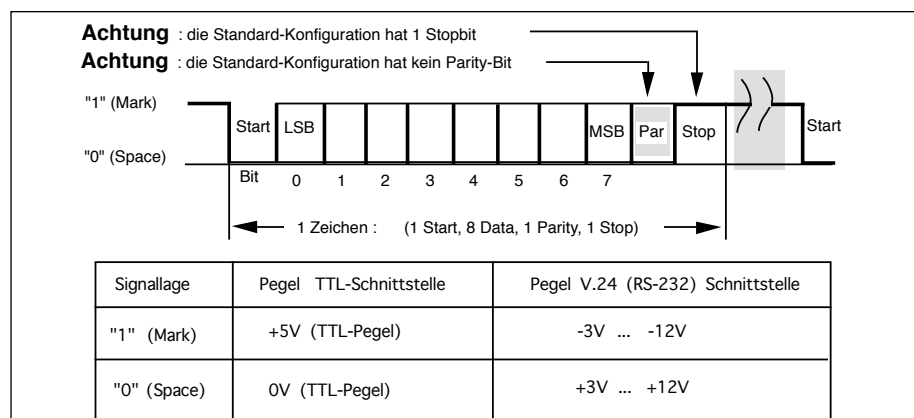 Achtung : die Standard-Konfiguration hat 1 Stopbit
Achtung : die Standard-Konfiguration hat kein Parity-Bit
"1" (Mark)
Start LSB MSB Par Stop Start
"0" (Space)
Bit 0 1 2 3 4 5 6 7
1 Zeichen : (1 Start, 8 Data, 1 Parity, 1 Stop)
Signallage Pegel TTL-Schnittstelle Pegel V.24 (RS-232) Schnittstelle
"1" (Mark) +5V (TTL-Pegel) -3V ... -12V
"0" (Space) 0V (TTL-Pegel) +3V ... +12V